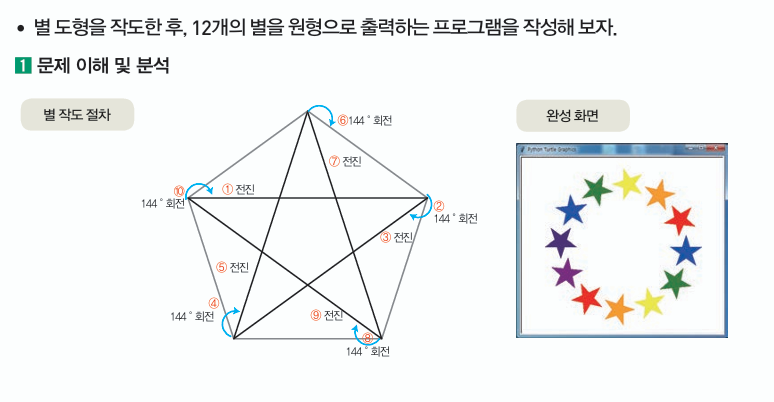 • 별 도형을 작도한 후, 12개의 별을 원형으로 출력하는 프로그램을 작성해 보자.
1 문제 이해 및 분석
별 작도 절차
완성 화면
⑥144˚ 회전
Python Turtle Graphics
⑦ 전진
⑩
① 전진
144˚ 회전
②
144˚ 회전
③ 전진
⑤ 전진
④
144˚ 회전
⑨ 전진
⑧
144˚ 회전